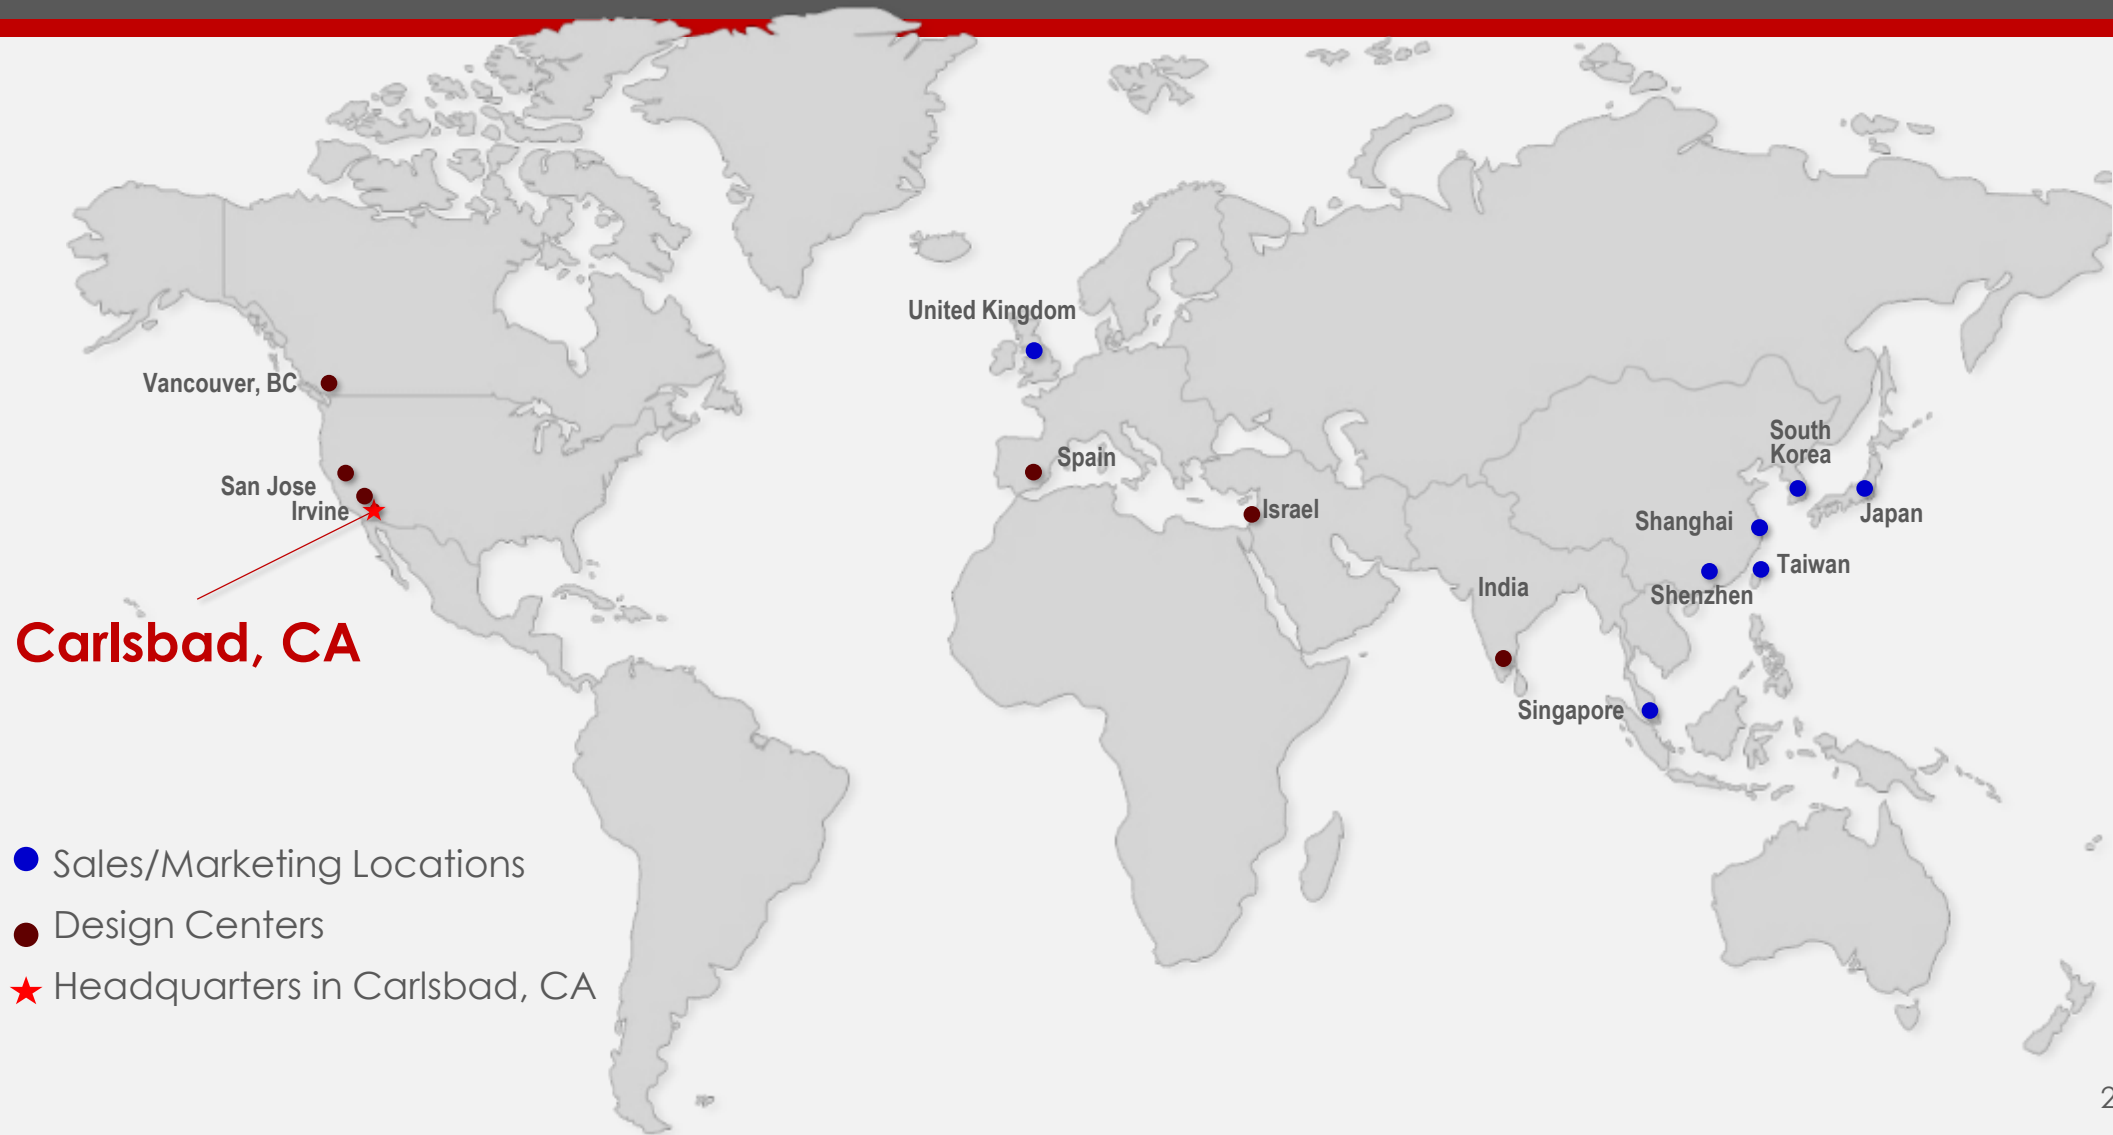 United Kingdom
Vancouver, BC
South
Korea
Spain
San Jose
Irvine
Israel
Shanghai
Japan
Taiwan
India
Shenzhen
Carlsbad, CA
Singapore
Sales/Marketing Locations
Design Centers
Headquarters in Carlsbad, CA
2